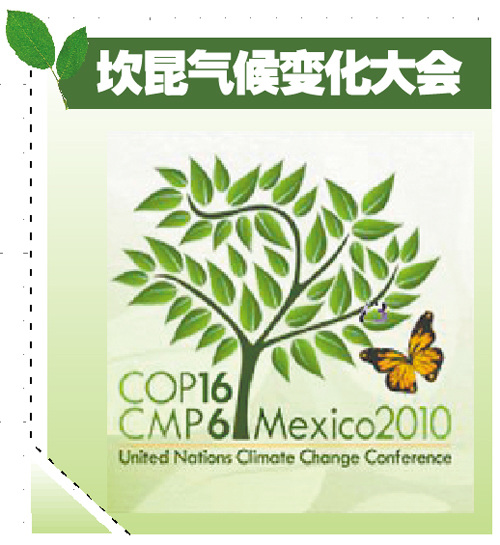 坎昆气候变化大会
COP16
CMP6 Mexico2010
United Nations Climate Change Conference